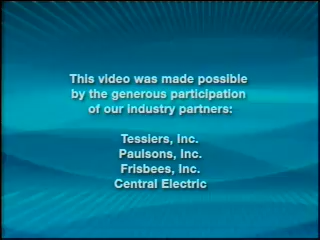 This video was made possible
by the generous participation
of our industry partners:
Tessiers, Inc.
Paulsons, Inc.
Frisbees, Inc.
Central Electric